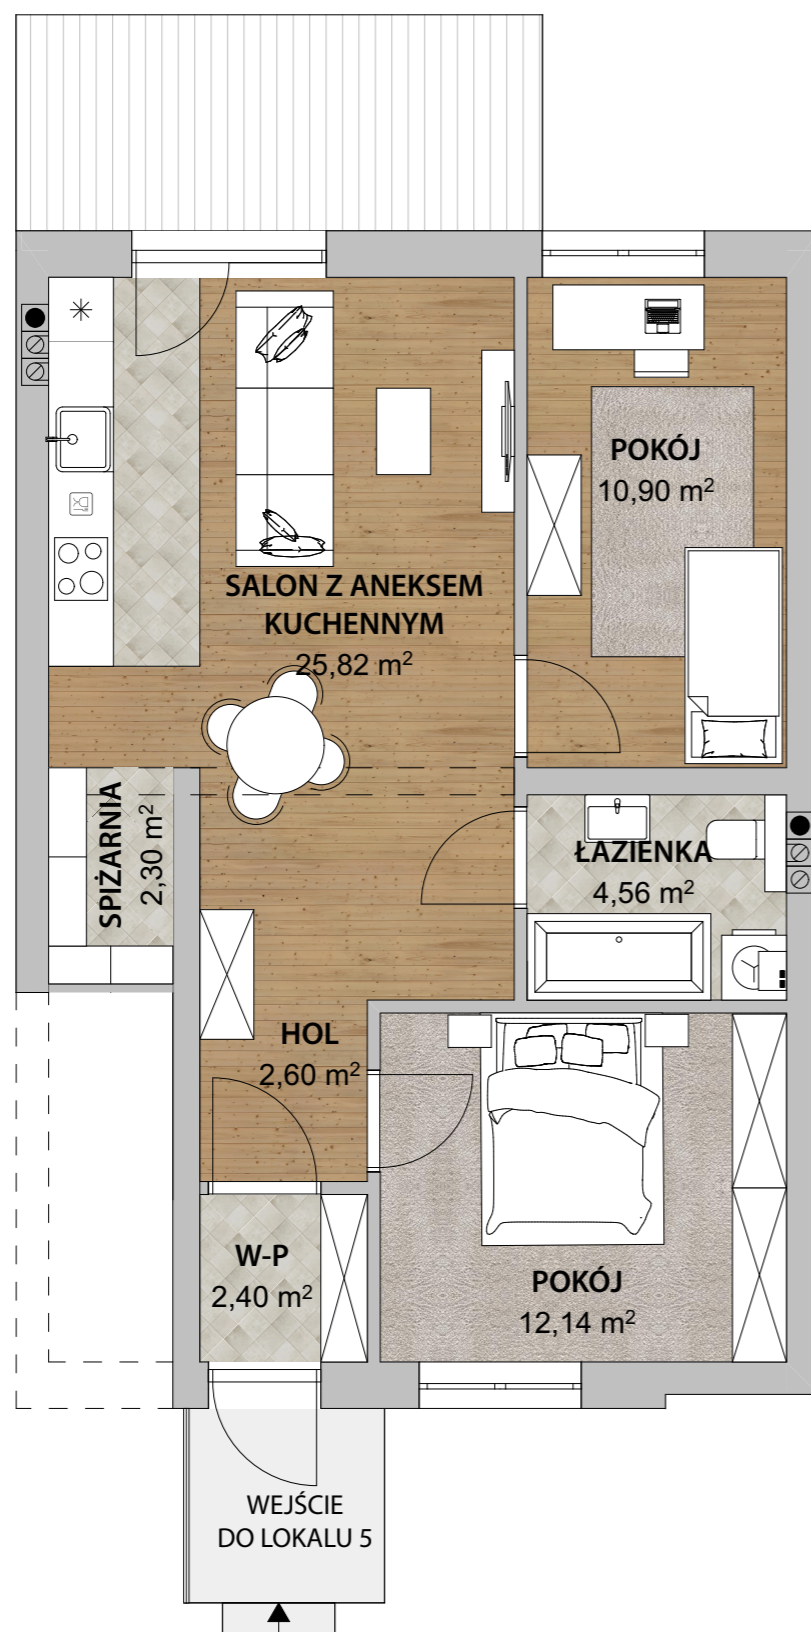 POKÓJ
10,90 m²
SALON Z ANEKSEM
KUCHENNYM
25,82 m²
SPIŻARNIA
2,30 m²
ŁAZIENKA
4,56 m²
HOL
2,60 m²
W-P
2,40 m²
POKÓJ
12,14 m²
WEJŚCIE
DO LOKALU 5